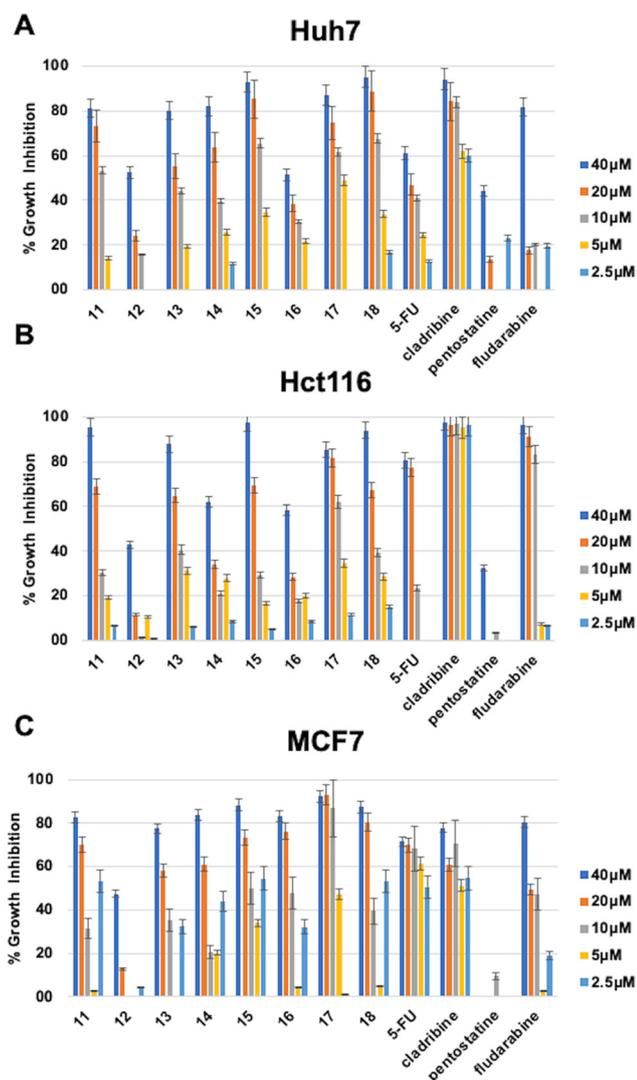 A
Huh7
% Growth Inhibition
100
80
60
40
20
00
11
12
13
14
15
16
17
18
5-FU
cladribine
pentostatine
fludarabine
40μM
20μM
10μM
5μM
2.5μM
B
Hct116
% Growth Inhibition
100
80
60
40
20
00
11
12
13
14
15
16
17
18
5-FU
cladribine
pentostatine
fludarabine
40μM
20μM
10μM
5μM
2.5μM
C
MCF7
% Growth Inhibition
100
80
60
40
20
00
11
12
13
14
15
16
17
18
5-FU
cladribine
pentostatine
fludarabine
40μM
20μM
10μM
5μM
2.5μM